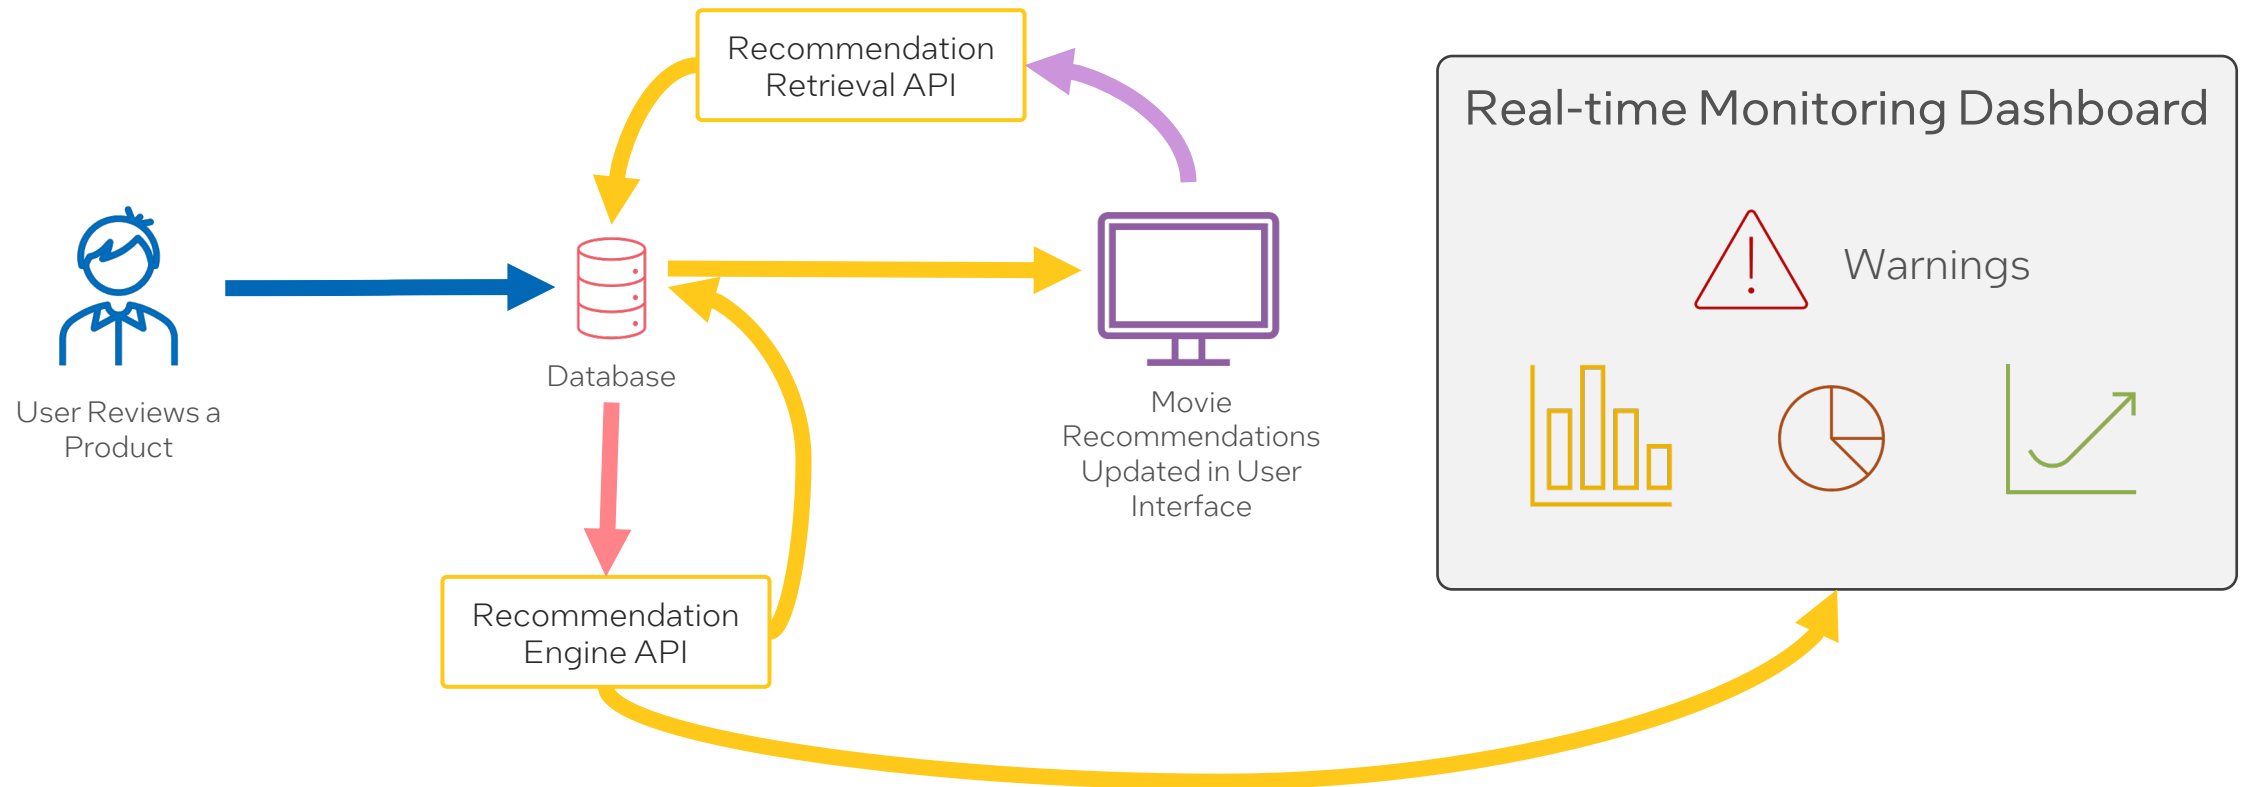 Recommendation
Retrieval API
Real-time Monitoring Dashboard
Warnings
User Reviews a
Product
Database
Movie
Recommendations
Updated in User
Interface
Recommendation
Engine API